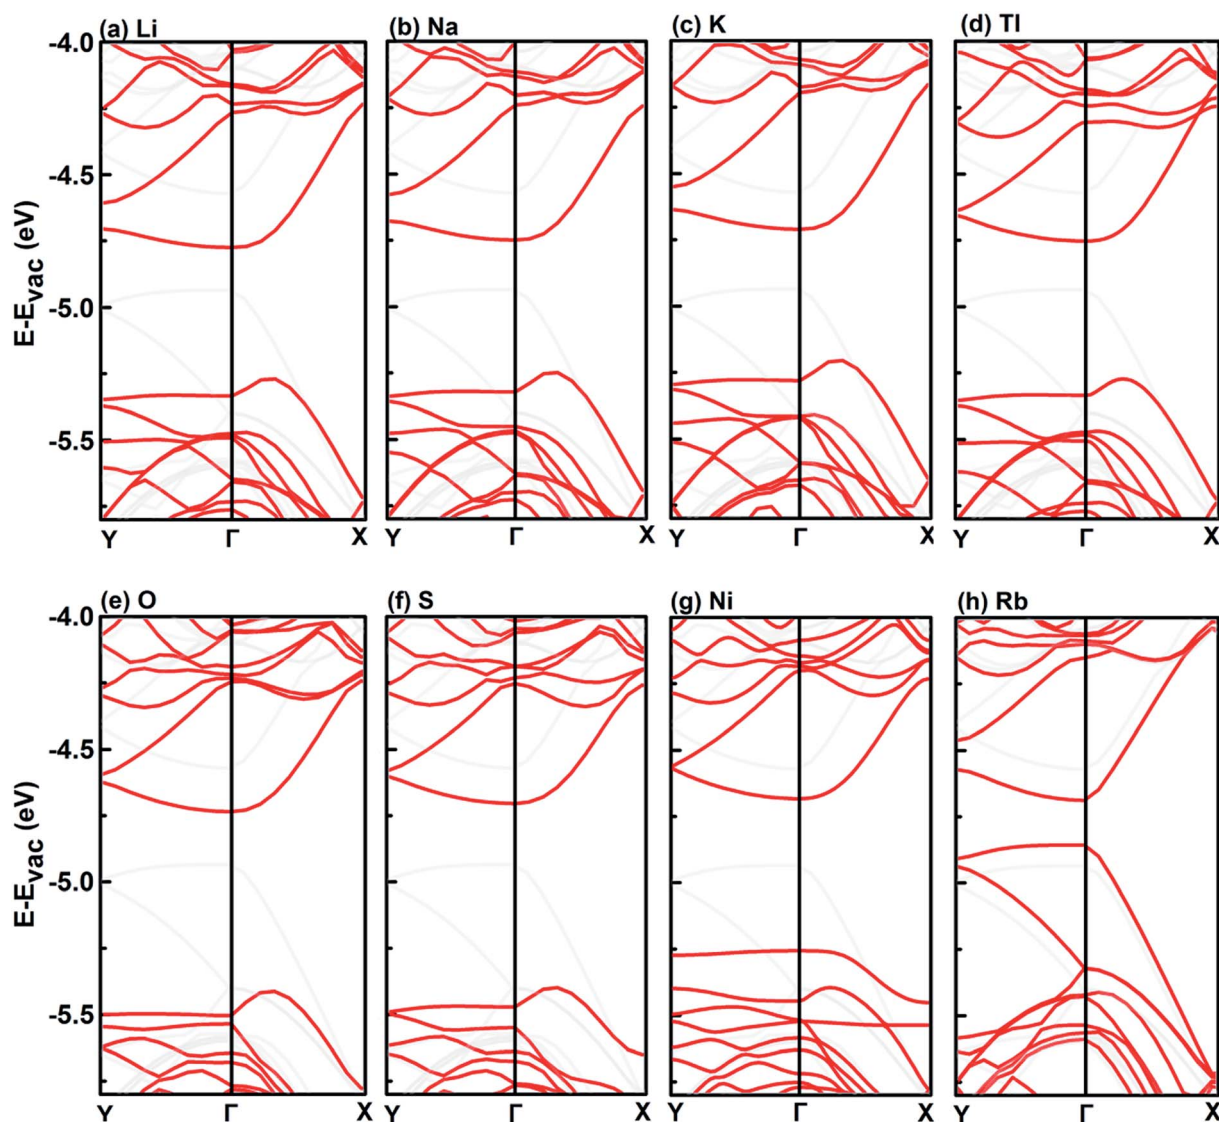 (a) Li (b) Na (c) K (d) Tl
-4.0
-4.5
-5.0
-5.5
E-Evac (eV)
Y Γ X Y Γ X Y Γ X Y Γ X
(e) O (f) S (g) Ni (h) Rb
-4.0
-4.5
-5.0
-5.5
E-Evac (eV)
Y Γ X Y Γ X Y Γ X Y Γ X